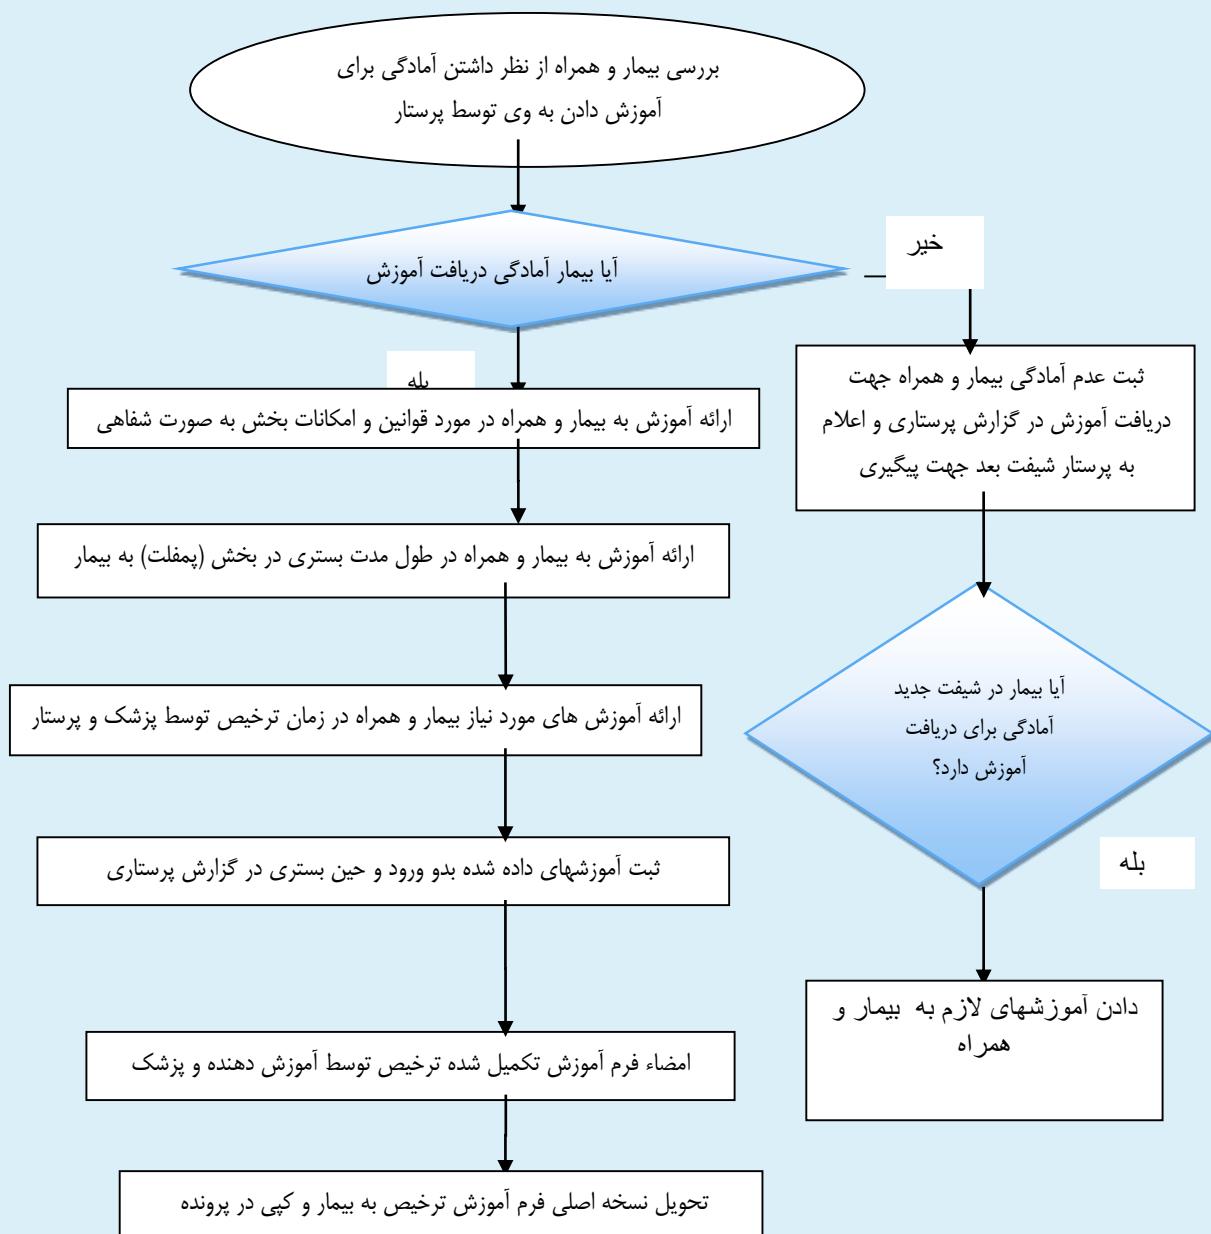 بررسی بیمار و همراه از نظر داشتن آمادگی برای
آموزش دادن به وی توسط پرستار
آیا بیمار آمادگی دریافت آموزش
خیر
بله
ارائه آموزش به بیمار و همراه در مورد قوانین و امکانات بخش به صورت شفاهی
ارائه آموزش به بیمار و همراه در طول مدت بستری در بخش (پمفلت) به بیمار
ارائه آموزش های مورد نیاز بیمار و همراه در زمان ترخیص توسط پزشک و پرستار
ثبت آموزشهای داده شده بدو ورود و حین بستری در گزارش پرستاری
امضاء فرم آموزش تکمیل شده ترخیص توسط آموزش دهنده و پزشک
تحویل نسخه اصلی فرم آموزش ترخیص به بیمار و کپی در پرونده
ثبت عدم آمادگی بیمار و همراه جهت
دریافت آموزش در گزارش پرستاری و اعلام
به پرستار شیفت بعد جهت پیگیری
آیا بیمار در شیفت جدید
آمادگی برای دریافت
آموزش دارد؟
بله
دادن آموزشهای لازم به بیمار و
همراه